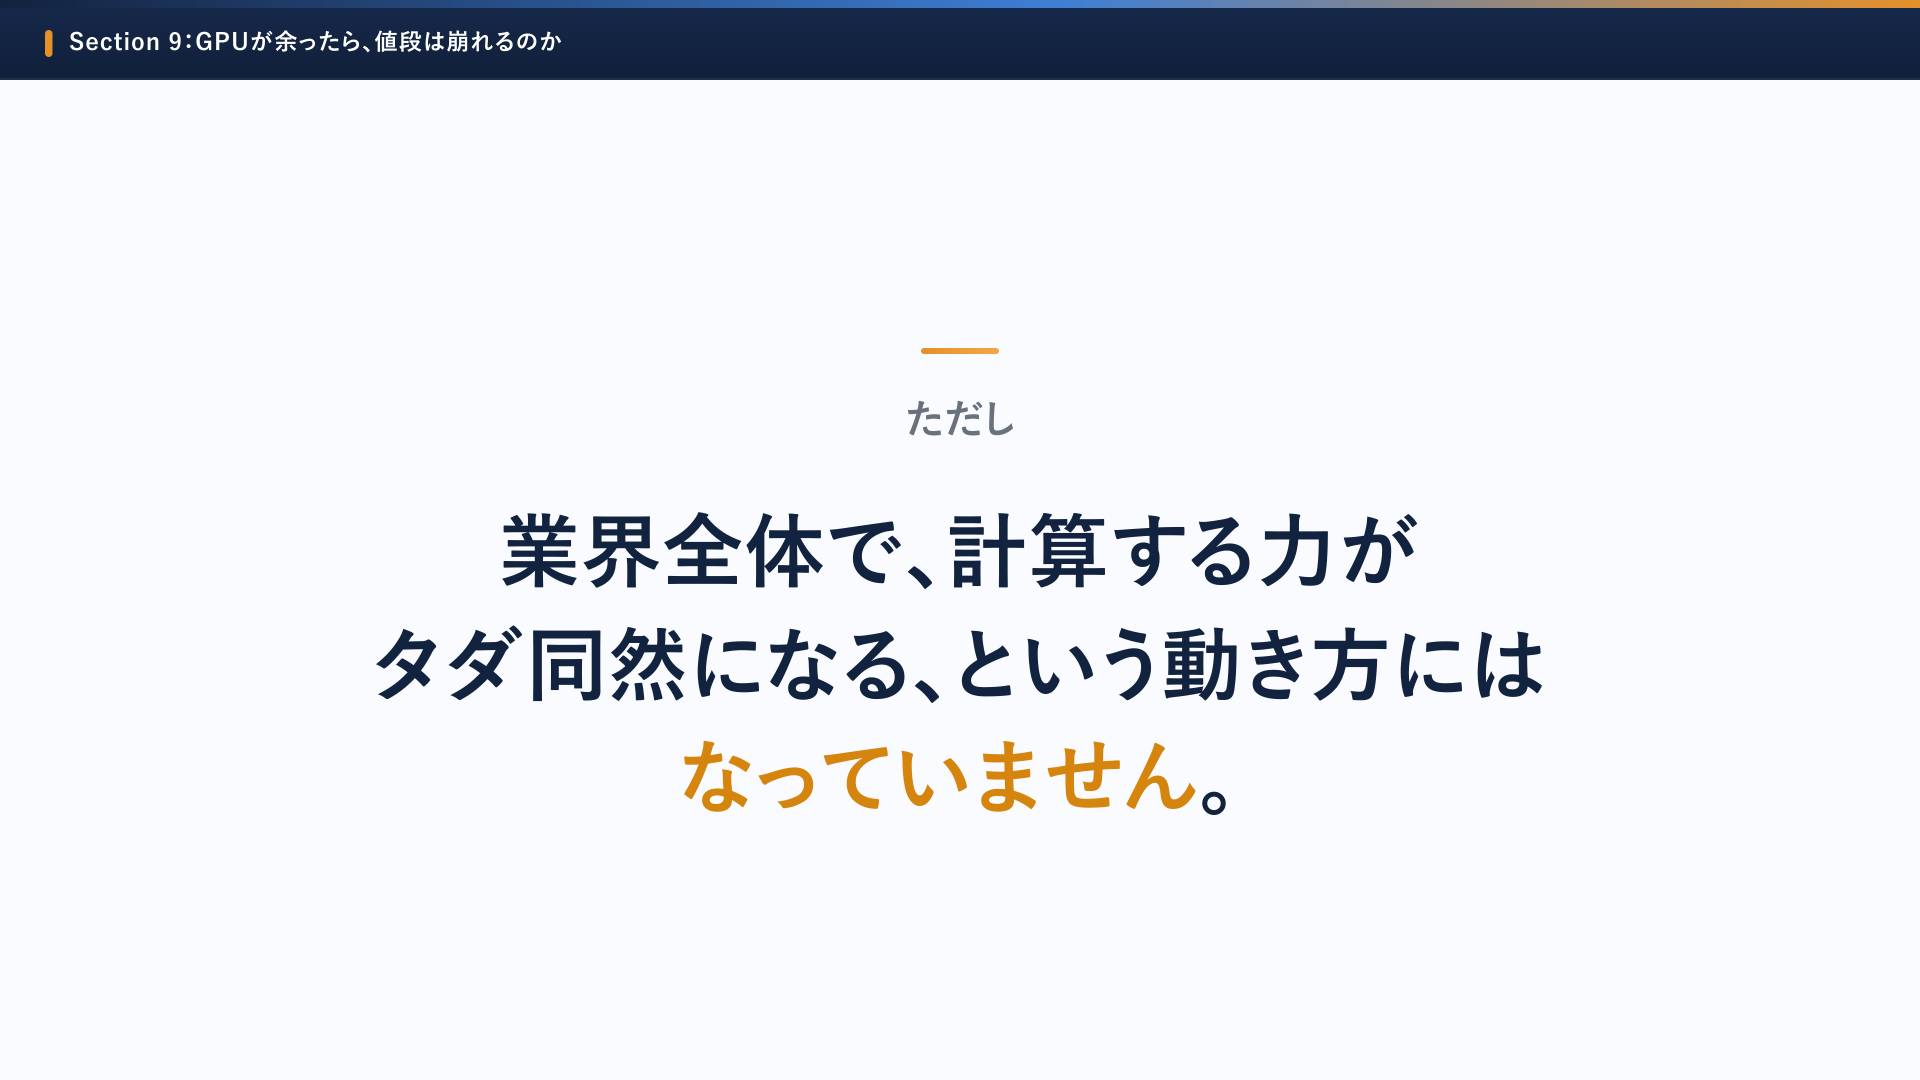 Section 9：GPUが余ったら、値段は崩れるのか
ただし
業界全体で、計算する力が
タダ同然になる、という動き方には
なっていません。